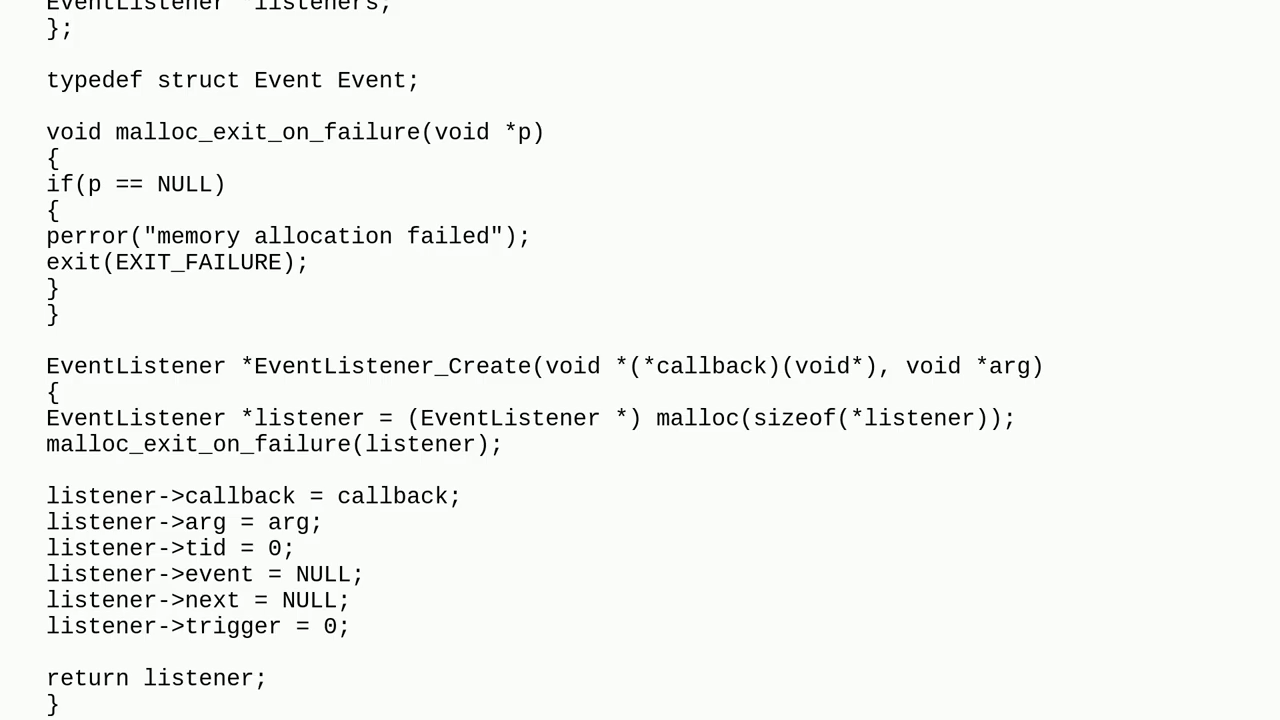 EventListener *listeners;
};
typedef struct Event Event;
void malloc_exit_on_failure(void *p)
{
if(p == NULL)
{
perror("memory allocation failed");
exit(EXIT_FAILURE);
}
}
EventListener *EventListener_Create(void *(*callback)(void*), void *arg)
{
EventListener *listener = (EventListener *) malloc(sizeof(*listener));
malloc_exit_on_failure(listener);
listener->callback = callback;
listener->arg = arg;
listener->tid = 0;
listener->event = NULL;
listener->next = NULL;
listener->trigger = 0;
return listener;
}